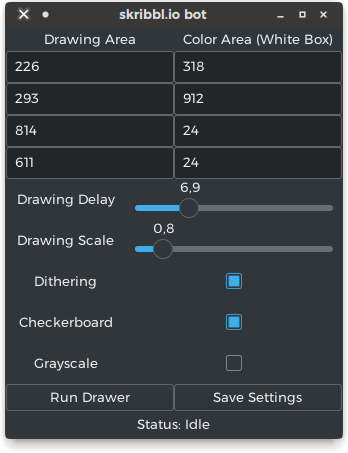 skribbl.io bot
Drawing Area Color Area (White Box)
226 318
293 912
814 24
611 24
6,9
Drawing Delay
0,8
Drawing Scale
Dithering
Checkerboard
Grayscale
Run Drawer Save Settings
Status: Idle